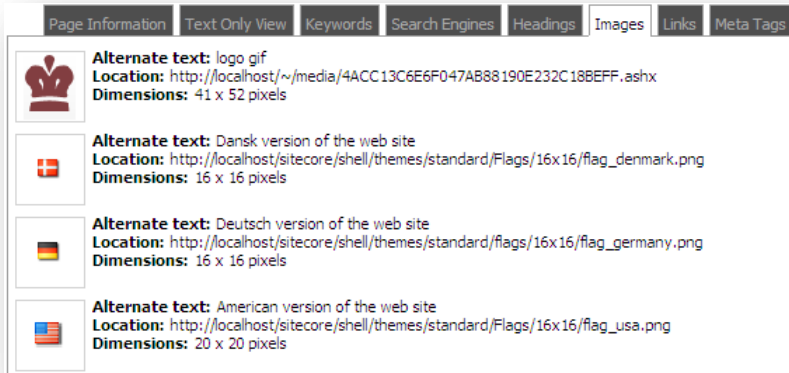 Page Information Text Only View Keywords Search Engines Headings Images Links Meta Tags
Alternate text: logo gif
Location: http://localhost/~/media/4ACC13C6E6F047AB88190E232C18BEFF.ashx
Dimensions: 41 x 52 pixels
Alternate text: Dansk version of the web site
Location: http://localhost/sitecore/shell/themes/standard/Flags/16x16/flag_denmark.png
Dimensions: 16 x 16 pixels
Alternate text: Deutsch version of the web site
Location: http://localhost/sitecore/shell/themes/standard/flags/16x16/flag_germany.png
Dimensions: 16 x 16 pixels
Alternate text: American version of the web site
Location: http://localhost/sitecore/shell/themes/standard/Flags/16x16/flag_usa.png
Dimensions: 20 x 20 pixels